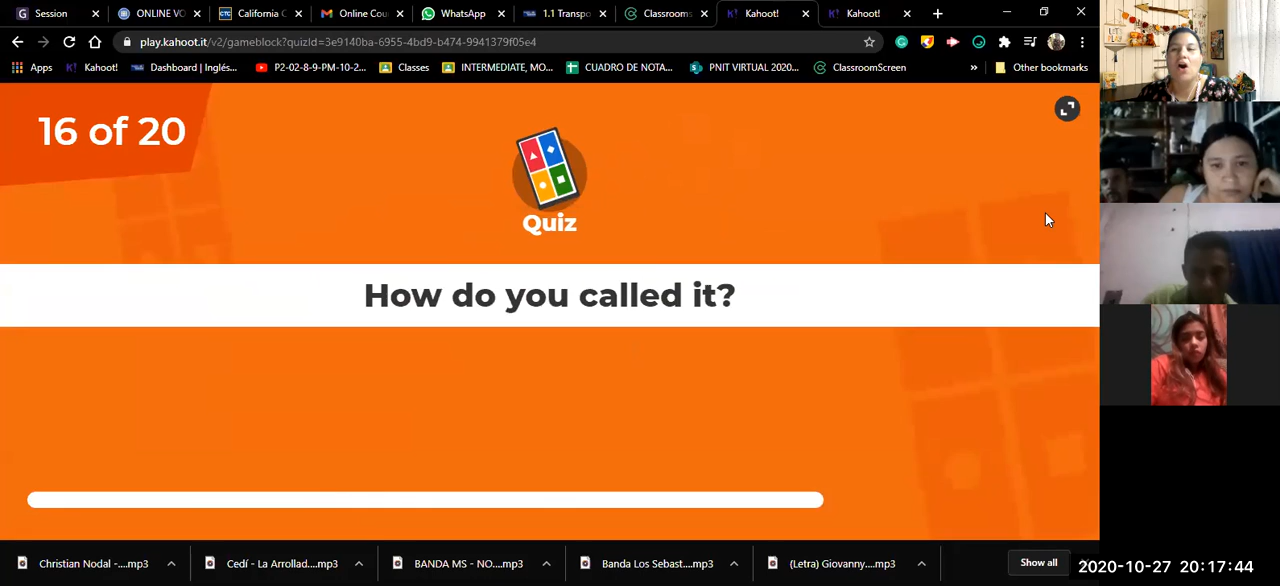 Session
ONLINE VO
California C
Online Cou
WhatsApp
1.1 Transpo
Classrooms
Kahoot!
Kahoot!
play.kahoot.it/v2/gameblock?quizId=3e9140ba-6955-4bd9-b474-9941379f05e4
Apps
Kahoot!
Dashboard | Inglés...
P2-02-8-9-PM-10-2...
Classes
INTERMEDIATE, MO...
CUADRO DE NOTA...
PNIT VIRTUAL 2020...
ClassroomScreen
»
Other bookmarks
16 of 20
Quiz
How do you called it?
Christian Nodal -....mp3
Cedí - La Arrollad....mp3
BANDA MS - NO....mp3
Banda Los Sebast....mp3
(Letra) Giovanny....mp3
Show all
2020-10-27 20:17:44